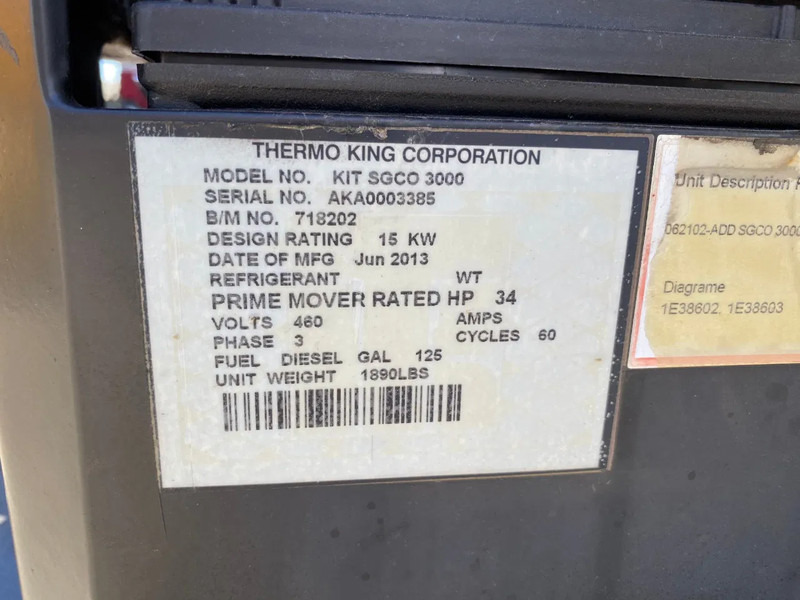 THERMO KING CORPORATION
MODEL NO. KIT SGCO 3000
SERIAL NO. AKA0003385
B/M NO. 718202
DESIGN RATING 15 KW
DATE OF MFG Jun 2013
REFRIGERANT WT
PRIME MOVER RATED HP 34
VOLTS 460 AMPS
PHASE 3 CYCLES 60
FUEL DIESEL GAL 125
UNIT WEIGHT 1890LBS
Unit Description
062102-ADD SGCO 3000
Diagrame
1E38602, 1E38603